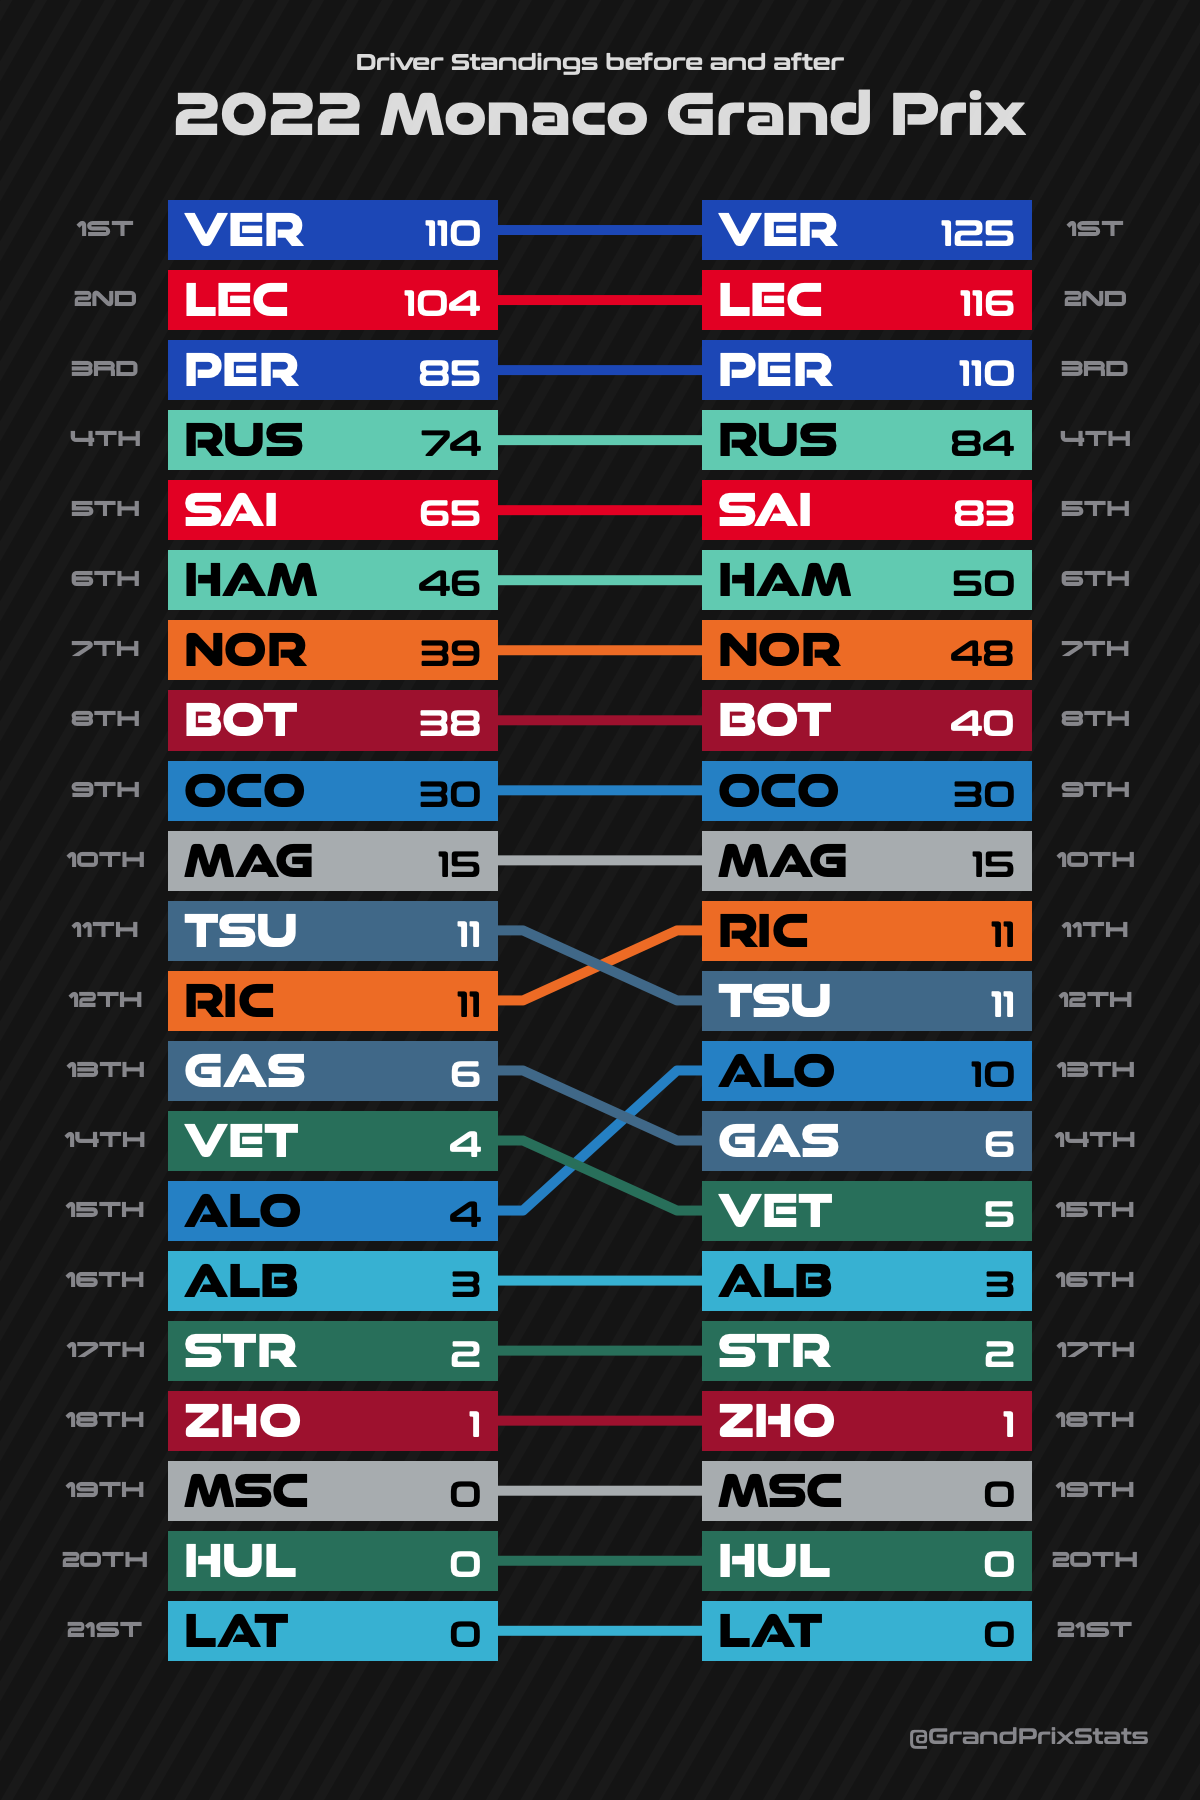 Driver Standings before and after
2022 Monaco Grand Prix
1ST VER 110 VER 125 1ST
2ND LEC 104 LEC 116 2ND
3RD PER 85 PER 110 3RD
4TH RUS 74 RUS 84 4TH
5TH SAI 65 SAI 83 5TH
6TH HAM 46 HAM 50 6TH
7TH NOR 39 NOR 48 7TH
8TH BOT 38 BOT 40 8TH
9TH OCO 30 OCO 30 9TH
10TH MAG 15 MAG 15 10TH
11TH TSU 11 RIC 11 11TH
12TH RIC 11 TSU 11 12TH
13TH GAS 6 ALO 10 13TH
14TH VET 4 GAS 6 14TH
15TH ALO 4 VET 5 15TH
16TH ALB 3 ALB 3 16TH
17TH STR 2 STR 2 17TH
18TH ZHO 1 ZHO 1 18TH
19TH MSC 0 MSC 0 19TH
20TH HUL 0 HUL 0 20TH
21ST LAT 0 LAT 0 21ST
@GrandPrixStats